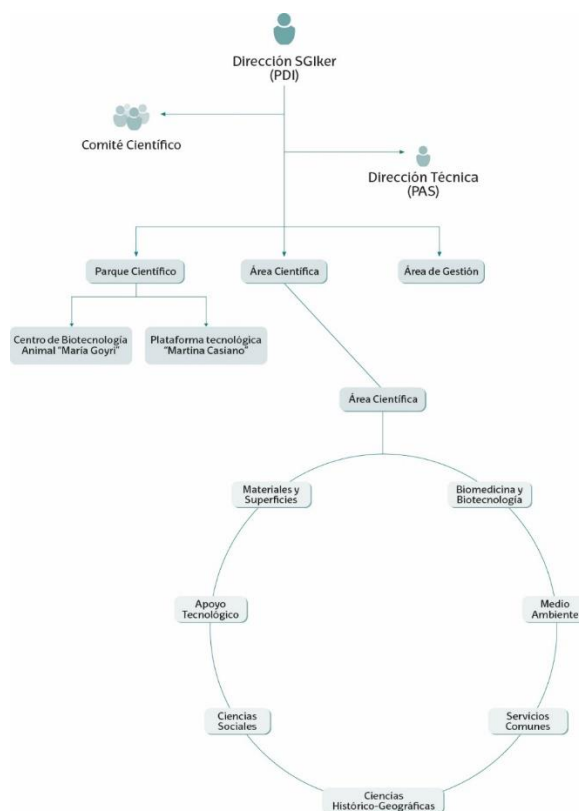 Dirección SGIker
(PDI)
Comité Científico
Dirección Técnica
(PAS)
Parque Científico
Área Científica
Área de Gestión
Centro de Biotecnología
Animal "María Goyri"
Plataforma tecnológica
"Martina Casiano"
Área Científica
Materiales y
Superficies
Biomedicina y
Biotecnología
Apoyo
Tecnológico
Medio
Ambiente
Ciencias
Sociales
Servicios
Comunes
Ciencias
Histórico-Geográficas